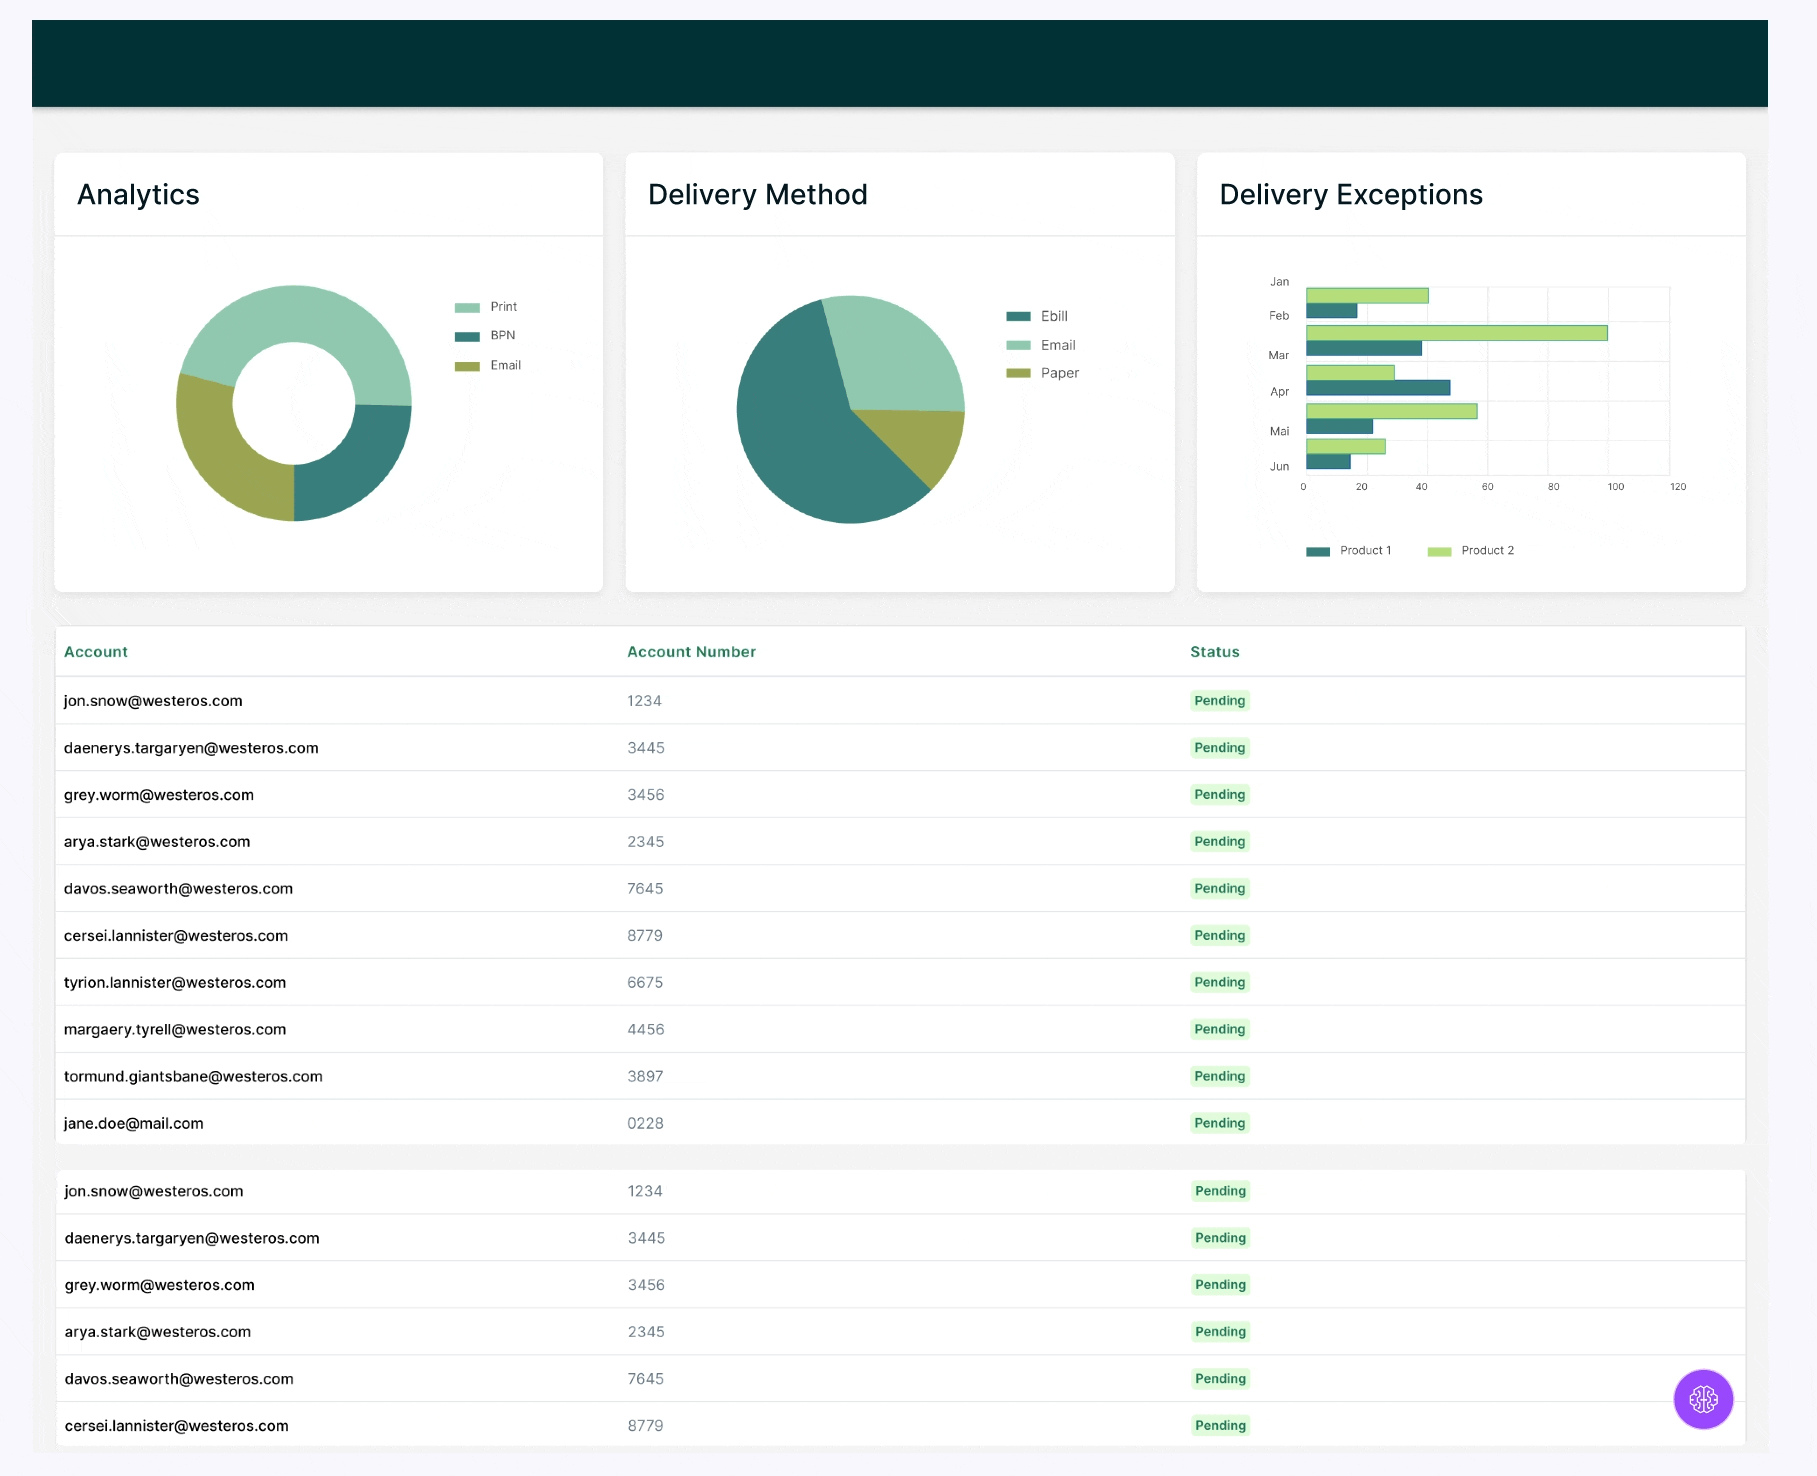 Analytics
Print
BPN
Email
Delivery Method
Ebill
Email
Paper
Delivery Exceptions
Jan
Feb
Mar
Apr
Mai
Jun
0 20 40 60 80 100 120
Product 1 Product 2
Account Account Number Status
jon.snow@westeros.com 1234 Pending
daenerys.targaryen@westeros.com 3445 Pending
grey.worm@westeros.com 3456 Pending
arya.stark@westeros.com 2345 Pending
davos.seaworth@westeros.com 7645 Pending
cersei.lannister@westeros.com 8779 Pending
tyrion.lannister@westeros.com 6675 Pending
margaery.tyrell@westeros.com 4456 Pending
tormund.giantsbane@westeros.com 3897 Pending
jane.doe@mail.com 0228 Pending
jon.snow@westeros.com 1234 Pending
daenerys.targaryen@westeros.com 3445 Pending
grey.worm@westeros.com 3456 Pending
arya.stark@westeros.com 2345 Pending
davos.seaworth@westeros.com 7645 Pending
cersei.lannister@westeros.com 8779 Pending